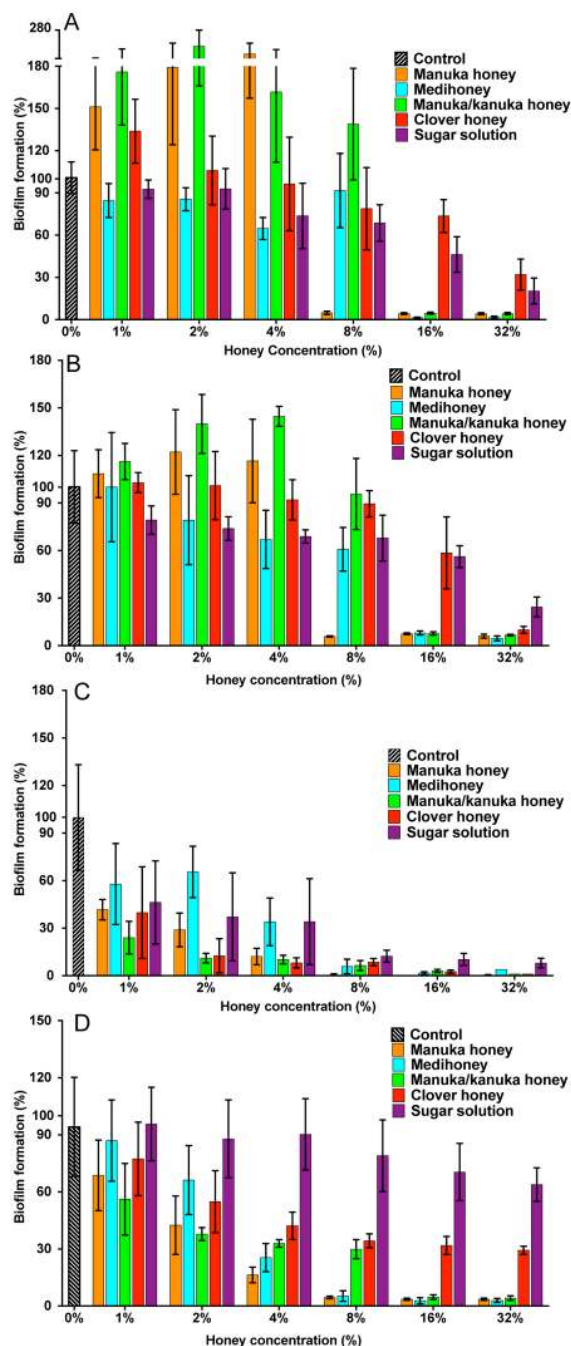 A
280
180
150
120
100
90
60
30
0
Biofilm formation (%)
Control
Manuka honey
Medihoney
Manuka/kanuka honey
Clover honey
Sugar solution
0% 1% 2% 4% 8% 16% 32%
Honey Concentration (%)
B
180
150
120
100
90
60
30
0
Biofilm formation (%)
Control
Manuka honey
Medihoney
Manuka/kanuka honey
Clover honey
Sugar solution
0% 1% 2% 4% 8% 16% 32%
Honey concentration (%)
C
180
150
120
100
90
60
30
0
Biofilm formation (%)
Control
Manuka honey
Medihoney
Manuka/kanuka honey
Clover honey
Sugar solution
0% 1% 2% 4% 8% 16% 32%
Honey concentration (%)
D
150
120
100
90
60
30
0
Biofilm formation (%)
Control
Manuka honey
Medihoney
Manuka/kanuka honey
Clover honey
Sugar solution
0% 1% 2% 4% 8% 16% 32%
Honey concentration (%)